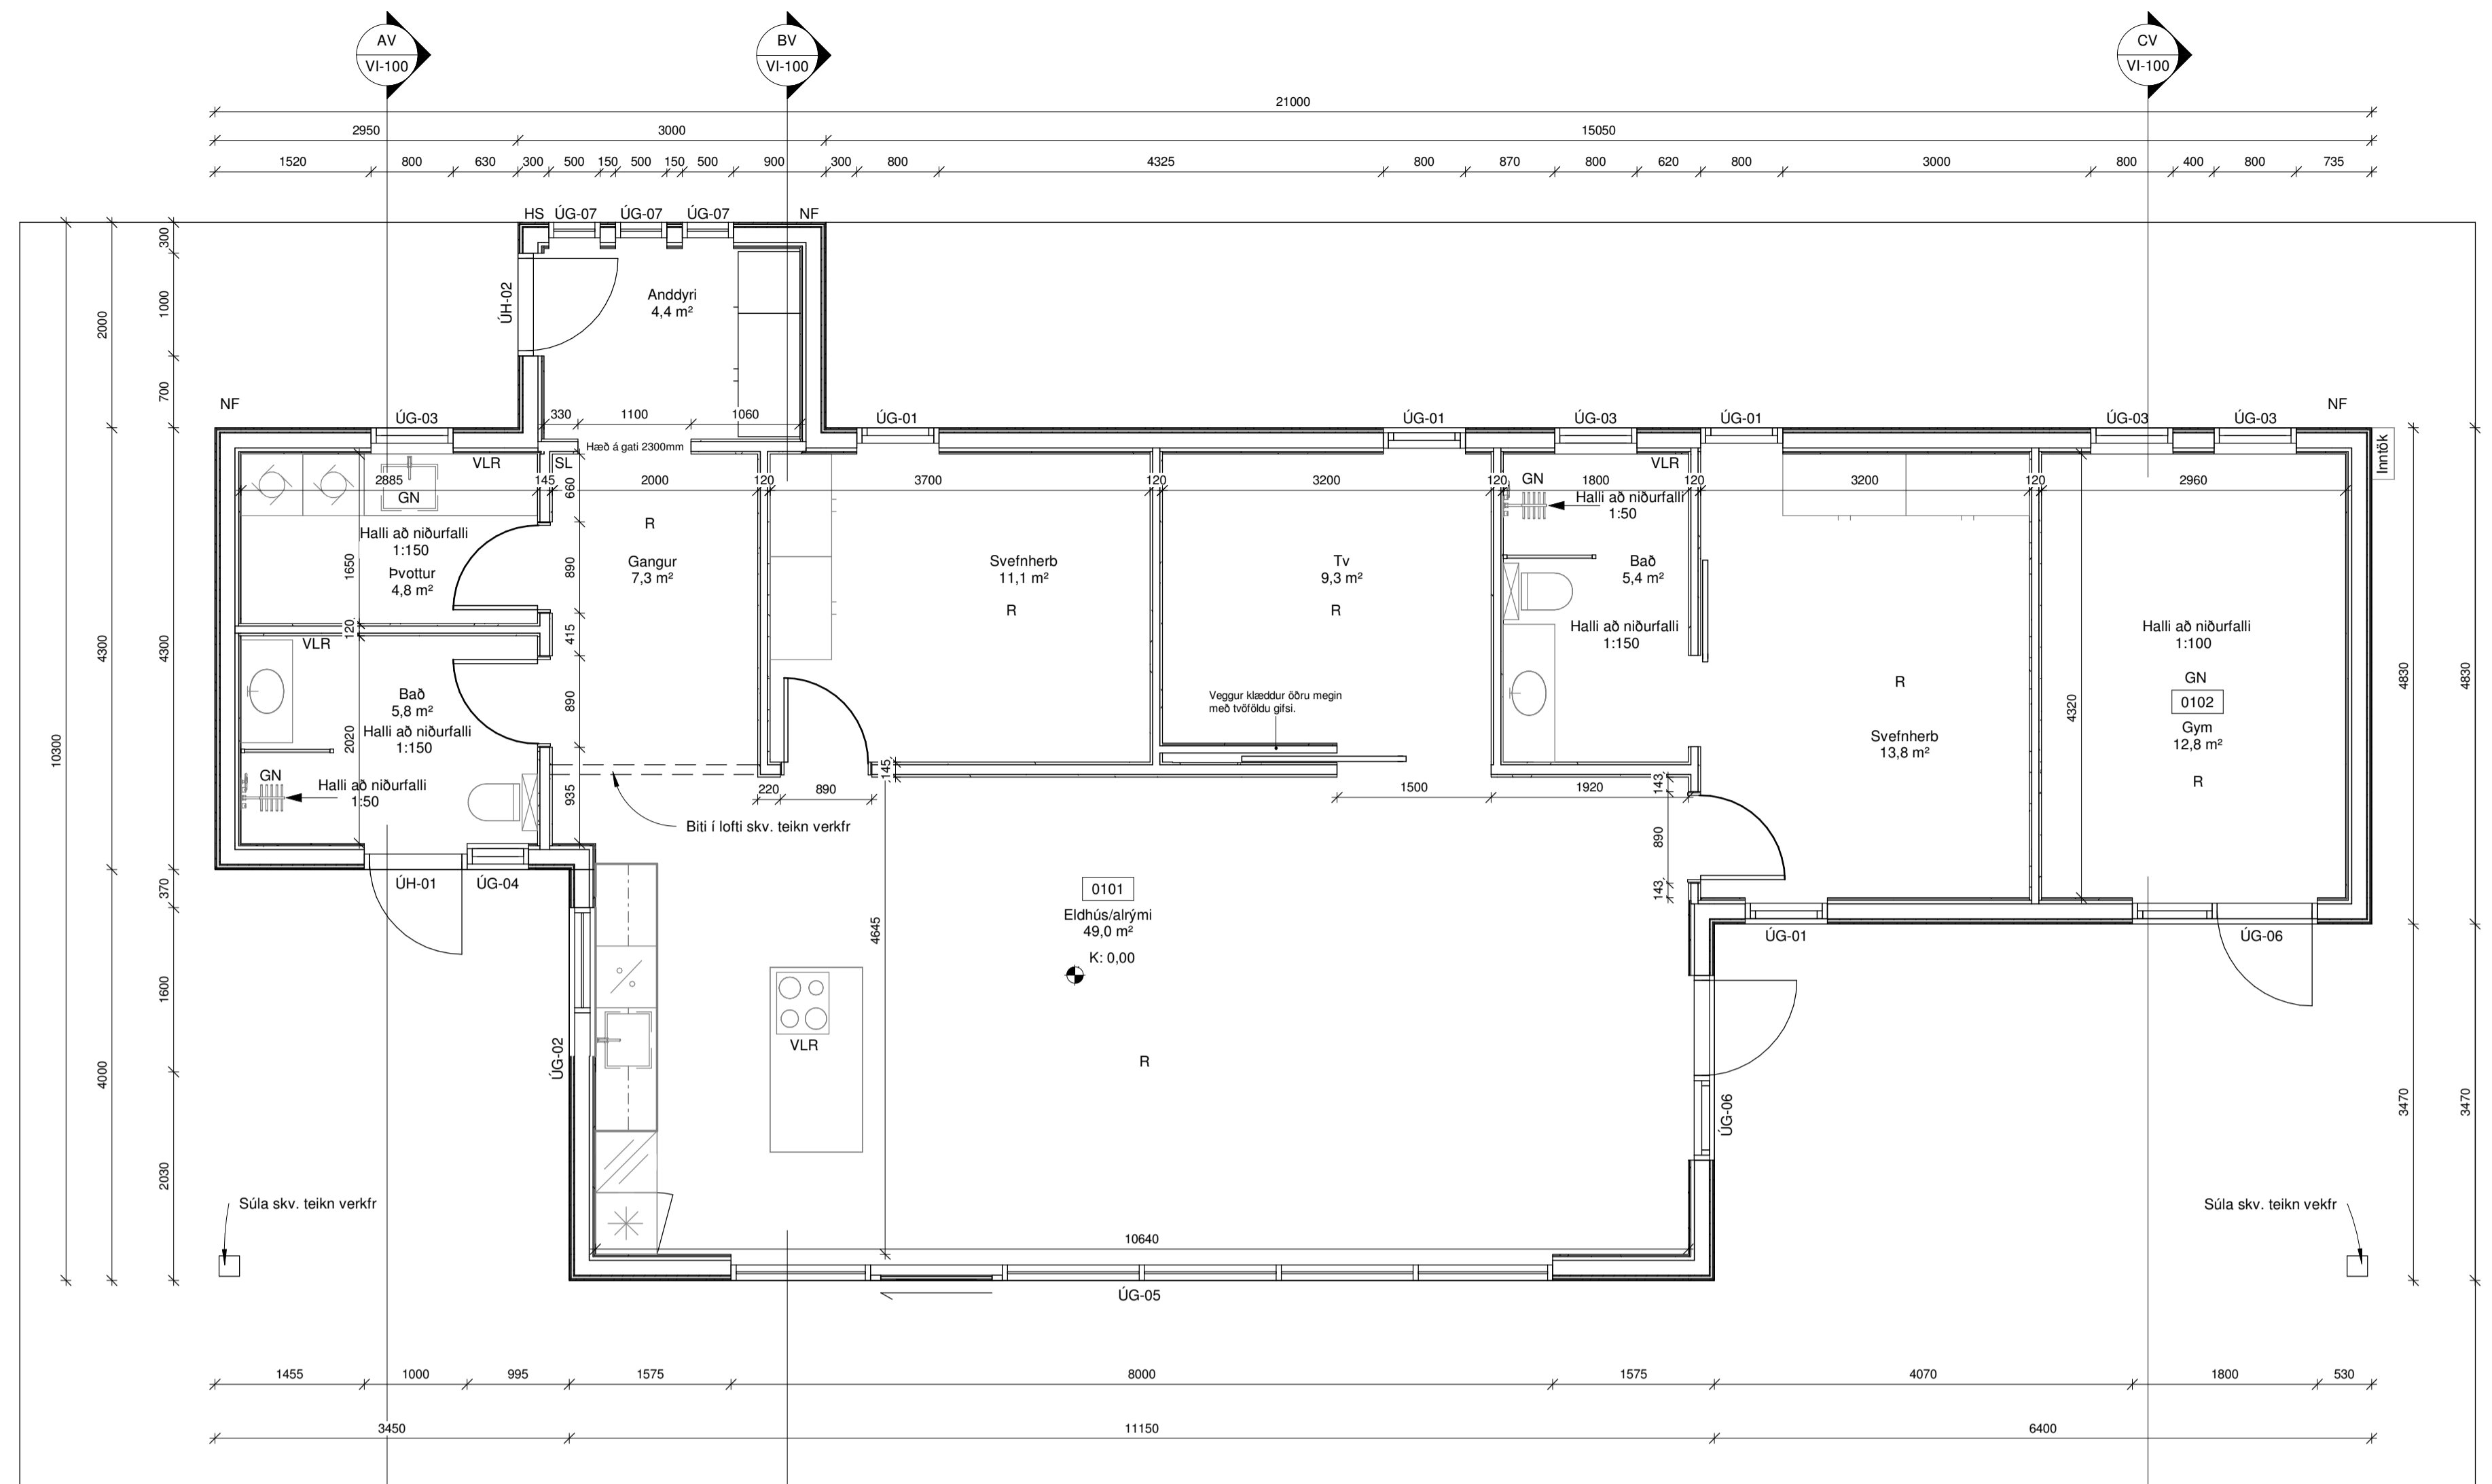 AV
VI-100
BV
VI-100
CV
VI-100
21000
2950 3000 15050
1520 800 630 300 500 150 500 150 500 900 300 800 4325 800 870 800 620 800 3000 800 400 800 735
HS ÚG-07 ÚG-07 ÚG-07 NF
300
1000
700
2000
ÚH-02
Anddyri
4,4 m²
330 1100 1060
Hæð á gati 2300mm
NF
ÚG-03 ÚG-01 ÚG-01 ÚG-03 ÚG-01 ÚG-03 ÚG-03
NF
Inntök
VLR SL VLR
2885 145 2000 120 3700 120 3200 120 1800 120 3200 120 2960
GN
660
GN
Halli að niðurfalli
1:50
R
Halli að niðurfalli
1:150
Þvottur
4,8 m²
1650
890
Gangur
7,3 m²
Svefnherb
11,1 m²
R
Tv
9,3 m²
R
Bað
5,4 m²
Halli að niðurfalli
1:150
Halli að niðurfalli
1:100
GN
0102
Gym
12,8 m²
R
4320
R
Svefnherb
13,8 m²
120
415
VLR
10300
4300
4300
4830
4830
Bað
5,8 m²
Halli að niðurfalli
1:150
2020
890
Veggur klæddur öðru megin
með tvöföldu gifsi.
GN
Halli að niðurfalli
1:50
935
145
220 890
1500 1920
143
890
143
Biti í lofti skv. teikn verkfr
ÚH-01 ÚG-04
370
0101
Eldhús/alrými
49,0 m²
K: 0,00
4645
ÚG-01 ÚG-06
1600
4000
ÚG-02
VLR
R
ÚG-06
3470
3470
2030
Súla skv. teikn verkfr
Súla skv. teikn vekfr
10640
ÚG-05
1455 1000 995 1575 8000 1575 4070 1800 530
3450 11150 6400